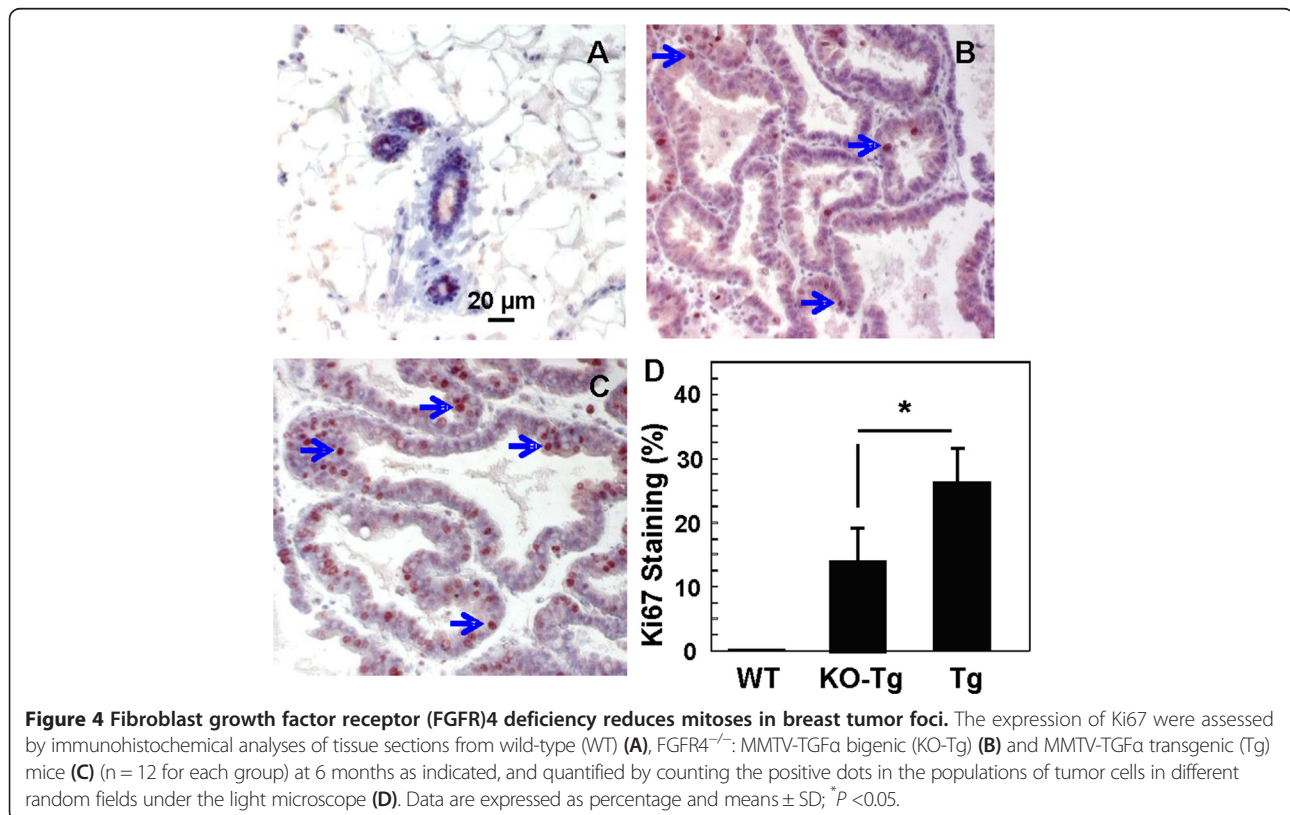 A
20 µm
B
C
D
Ki67 Staining (%)
40
30
20
10
0
*
WT KO-Tg Tg
Figure 4 Fibroblast growth factor receptor (FGFR)4 deficiency reduces mitoses in breast tumor foci. The expression of Ki67 were assessed
by immunohistochemical analyses of tissue sections from wild-type (WT) (A), FGFR4⁻/⁻: MMTV-TGFα bigenic (KO-Tg) (B) and MMTV-TGFα transgenic (Tg)
mice (C) (n = 12 for each group) at 6 months as indicated, and quantified by counting the positive dots in the populations of tumor cells in different
random fields under the light microscope (D). Data are expressed as percentage and means ± SD; *P <0.05.